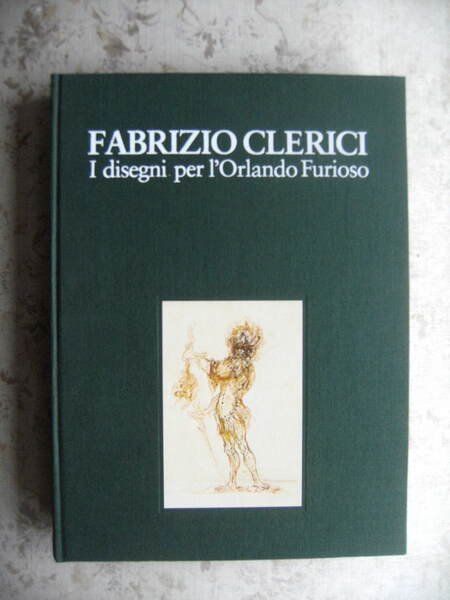 FABRIZIO CLERICI
I disegni per l'Orlando Furioso